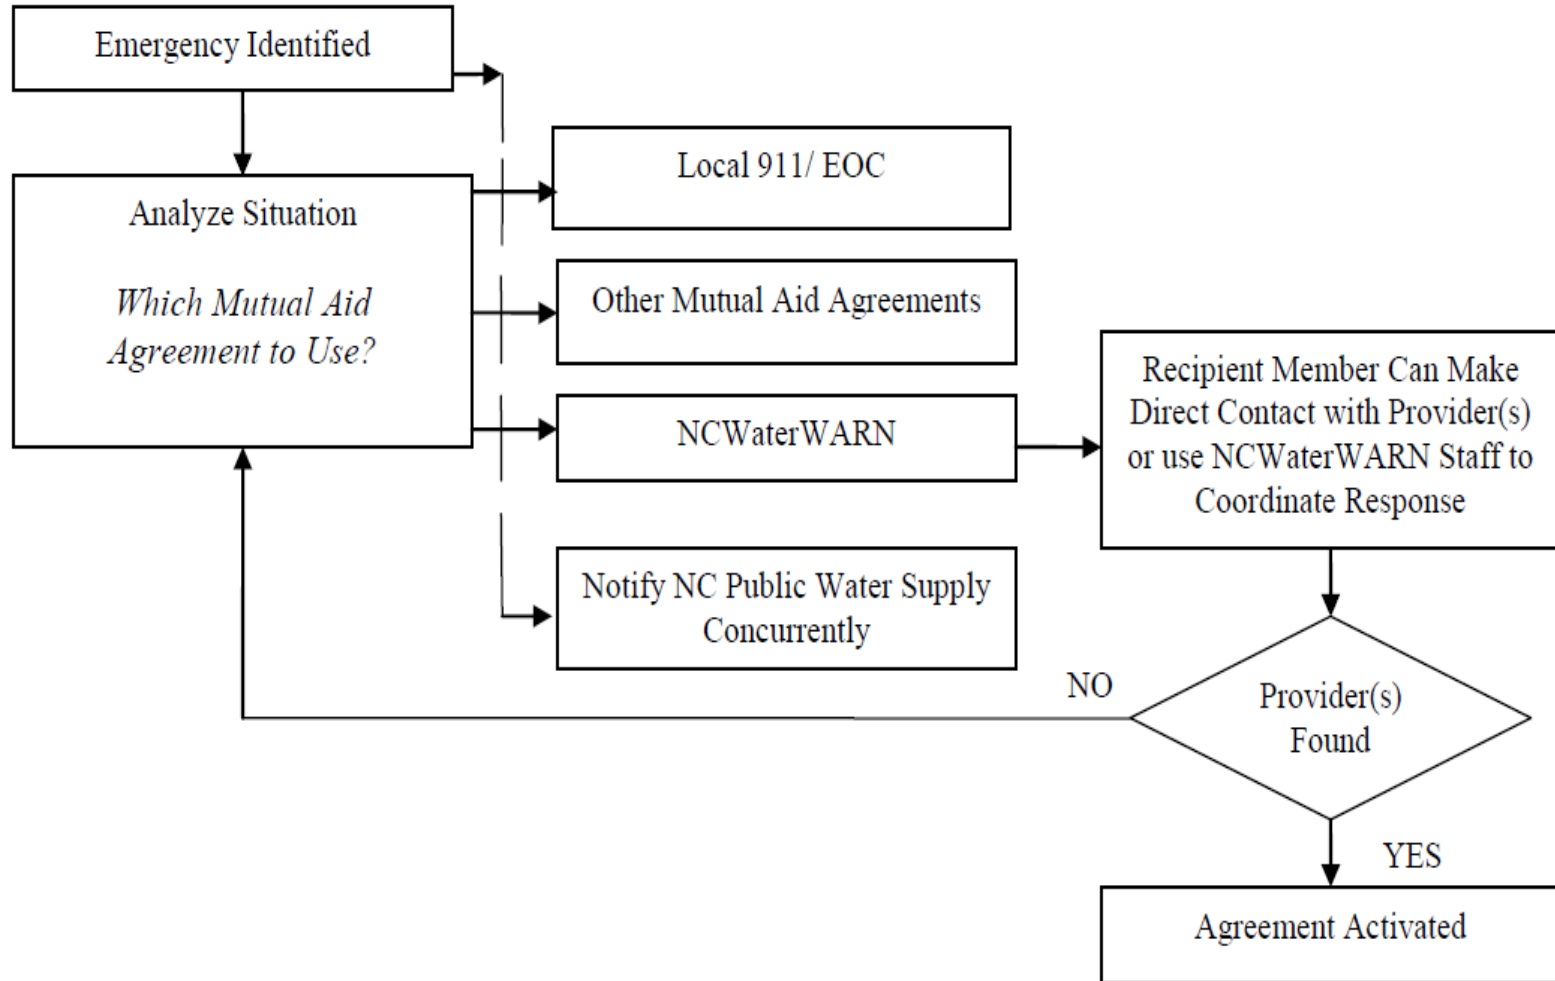 Emergency Identified
Local 911/ EOC
Analyze Situation
Which Mutual Aid
Agreement to Use?
Other Mutual Aid Agreements
NCWaterWARN
Notify NC Public Water Supply
Concurrently
Recipient Member Can Make
Direct Contact with Provider(s)
or use NCWaterWARN Staff to
Coordinate Response
NO
Provider(s)
Found
YES
Agreement Activated